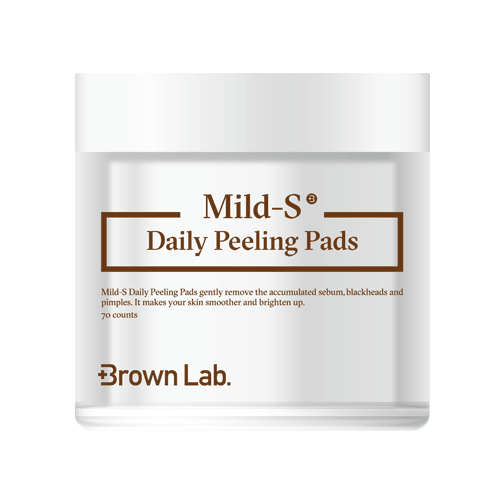 Mild-S
Daily Peeling Pads
Mild-S Daily Peeling Pads gently remove the accumulated sebum,blackheads and
pimples. It makes your skin smoother and brighten up.
70 counts
Brown Lab.